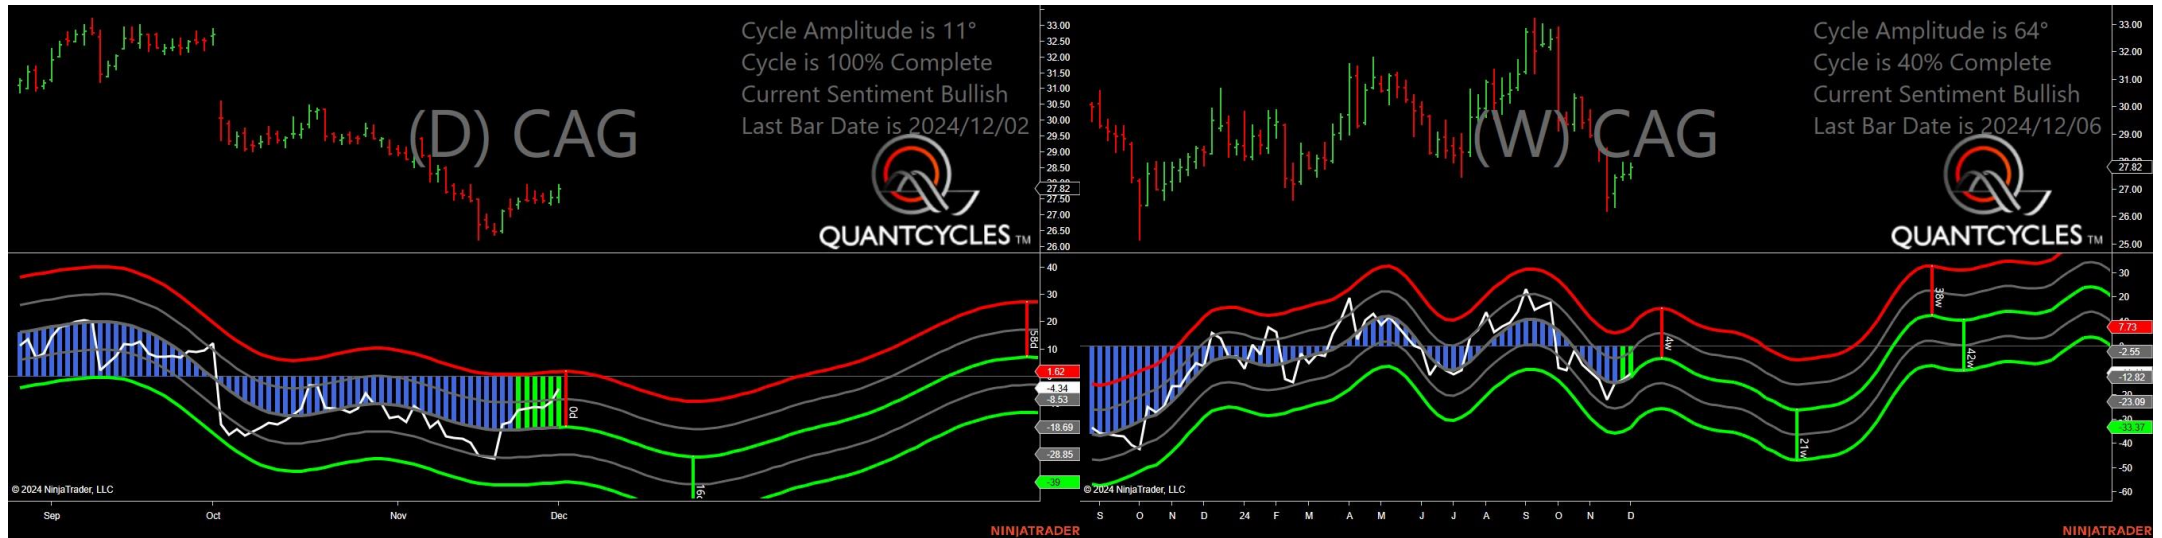 Cycle Amplitude is 11°
Cycle is 100% Complete
Current Sentiment Bullish
Last Bar Date is 2024/12/02
(D) CAG
QUANTCYCLES TM
33.00
32.50
32.00
31.50
31.00
30.50
30.00
29.50
29.00
28.50
27.82
27.50
27.00
26.50
26.00
40
30
20
10
1.62
-4.34
-8.53
-18.69
-28.85
-39
0d
58d
© 2024 NinjaTrader, LLC
Sep
Oct
Nov
Dec
NINJATRADER
Cycle Amplitude is 64°
Cycle is 40% Complete
Current Sentiment Bullish
Last Bar Date is 2024/12/06
(W) CAG
QUANTCYCLES TM
33.00
32.00
31.00
30.00
29.00
27.82
27.00
26.00
25.00
30
20
7.73
-2.55
-12.82
-23.09
-33.37
-40
-50
-60
4w
21w
38w
42w
© 2024 NinjaTrader, LLC
S
O
N
D
24
F
M
A
M
J
J
A
S
O
N
D
NINJATRADER